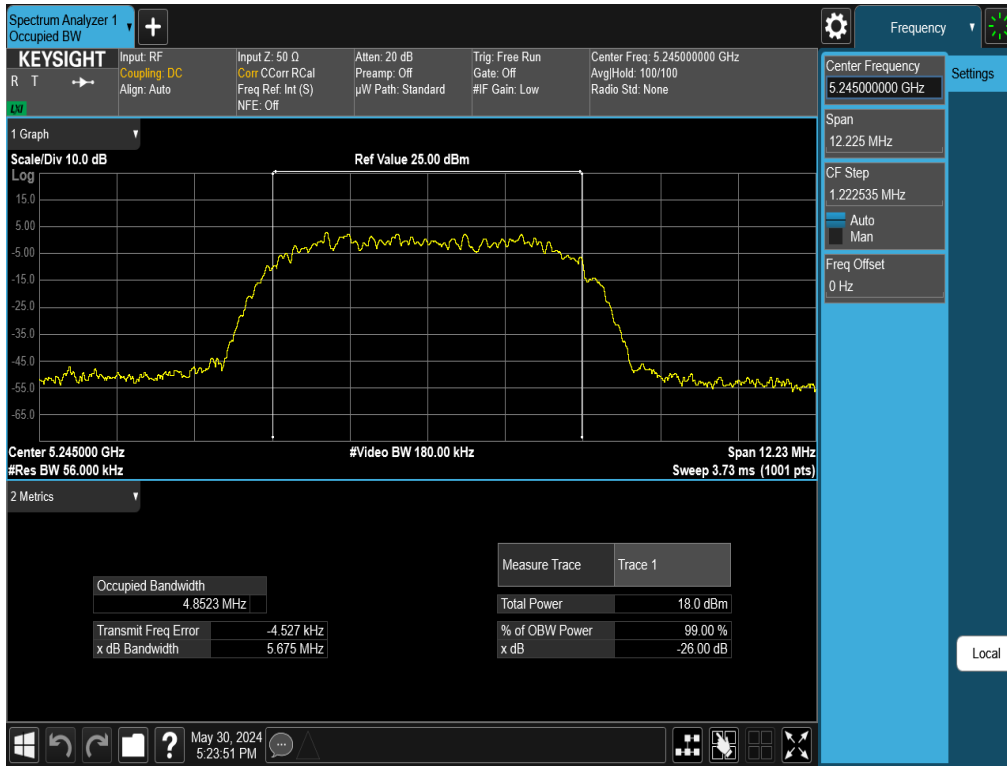 Spectrum Analyzer 1
Occupied BW
+
Frequency
KEYSIGHT
R T
LXI
Input: RF
Coupling: DC
Align: Auto
Input Z: 50 Ω
Corr CCorr RCal
Freq Ref: Int (S)
NFE: Off
Atten: 20 dB
Preamp: Off
µW Path: Standard
Trig: Free Run
Gate: Off
#IF Gain: Low
Center Freq: 5.245000000 GHz
Avg|Hold: 100/100
Radio Std: None
Center Frequency
5.245000000 GHz
Settings
Span
12.225 MHz
CF Step
1.222535 MHz
Auto
Man
Freq Offset
0 Hz
Local
1 Graph
Scale/Div 10.0 dB
Ref Value 25.00 dBm
Log
15.0
5.00
-5.00
-15.0
-25.0
-35.0
-45.0
-55.0
-65.0
Center 5.245000 GHz
#Video BW 180.00 kHz
Span 12.23 MHz
#Res BW 56.000 kHz
Sweep 3.73 ms (1001 pts)
2 Metrics
Measure Trace
Trace 1
Occupied Bandwidth
4.8523 MHz
Total Power
18.0 dBm
Transmit Freq Error
-4.527 kHz
% of OBW Power
99.00 %
x dB Bandwidth
5.675 MHz
x dB
-26.00 dB
?
May 30, 2024
5:23:51 PM